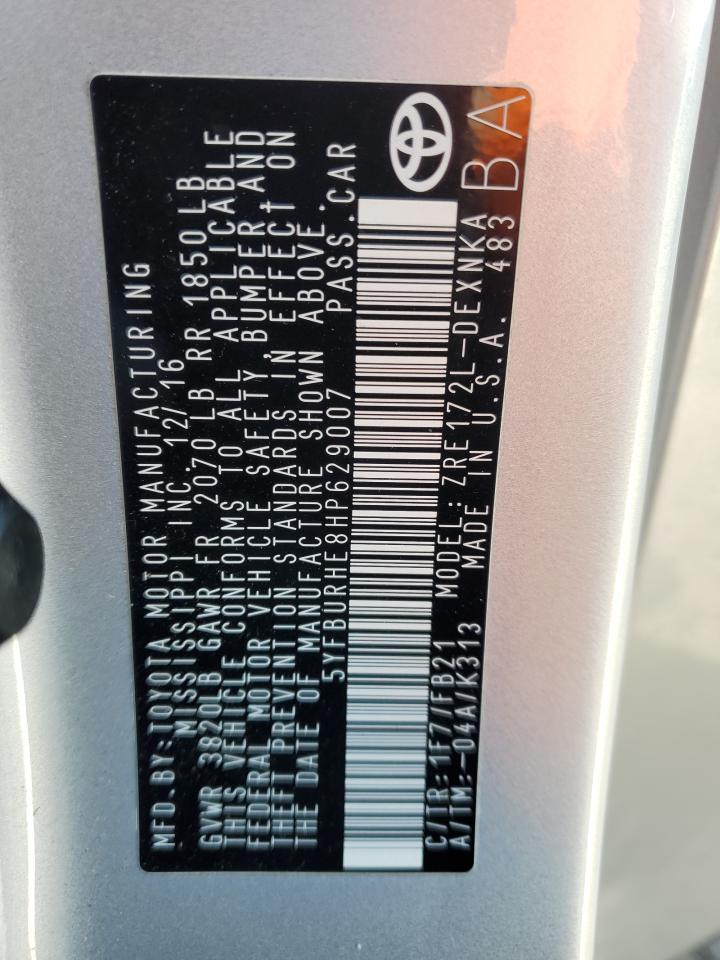 MFD.BY:TOYOTA MOTOR MANUFACTURING
MISSISSIPPI INC. 12/16
GVWR 3820LB GAWR FR 2070LB RR 1850LB
THIS VEHICLE CONFORMS TO ALL APPLICABLE
FEDERAL MOTOR VEHICLE SAFETY, BUMPER, AND
THEFT PREVENTION STANDARDS IN EFFECT ON
THE DATE OF MANUFACTURE SHOWN ABOVE.
5YFBURHE8HP629007 PASS.CAR
C/TR:1F7/FB21 MODEL:ZRE172L-DEXNKA
A/TM:-04A/K313 MADE IN U.S.A. 483
BA